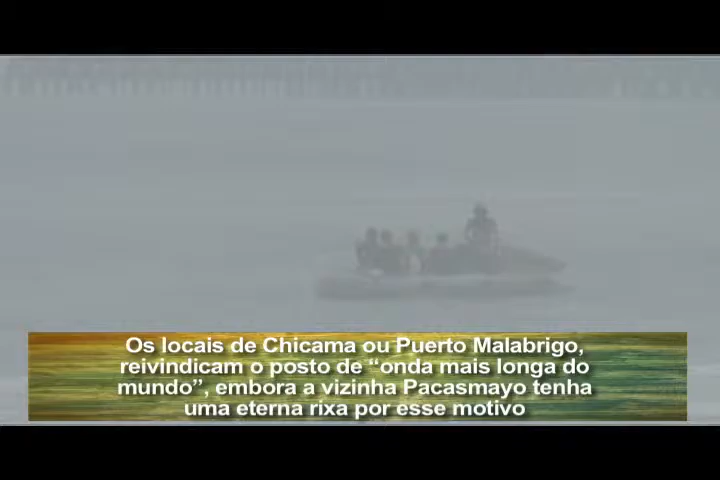 Os locais de Chicama ou Puerto Malabrigo,
reivindicam o posto de “onda mais longa do
mundo”, embora a vizinha Pacasmayo tenha
uma eterna rixa por esse motivo